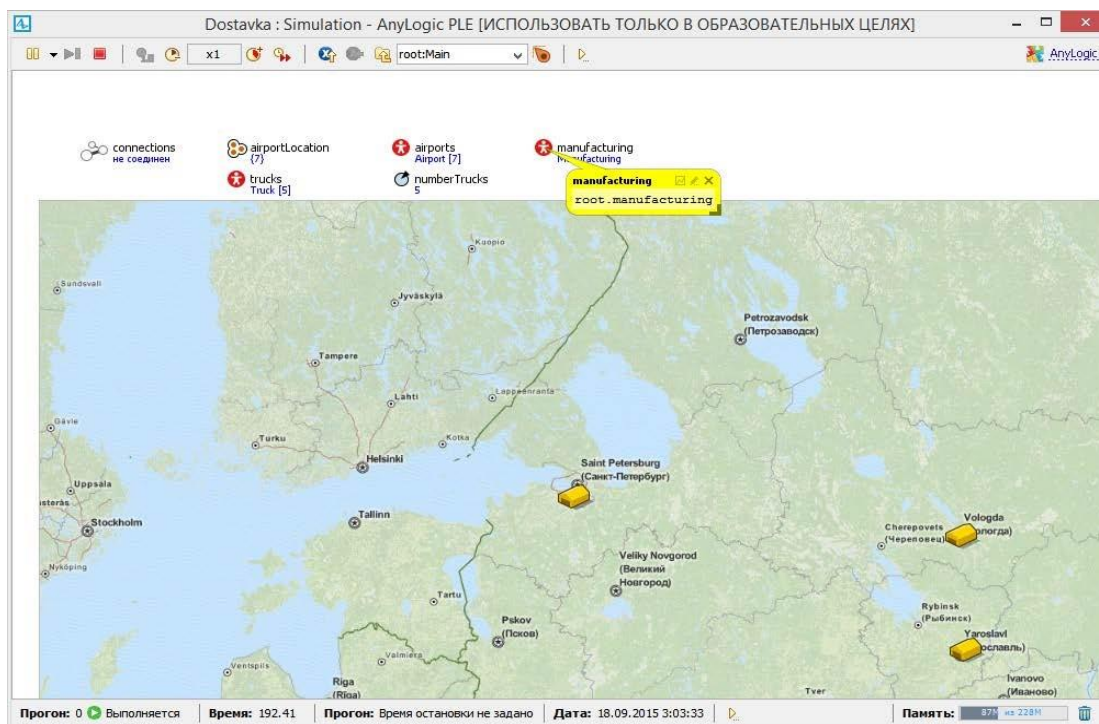 Dostavka : Simulation - AnyLogic PLE [ИСПОЛЬЗОВАТЬ ТОЛЬКО В ОБРАЗОВАТЕЛЬНЫХ ЦЕЛЯХ]
x1 root:Main AnyLogic
connections airportLocation airports manufacturing
не соединен {7} Airport [7] Manufacturing
trucks numberTrucks manufacturing
Truck [5] 5 root.manufacturing
Kuopio
Sundsvall
Jyväskylä
Petrozavodsk
(Петрозаводск)
Tampere
Lahti
Lappeenranta
Gävle
Turku
Kotka
Helsinki
Saint Petersburg
(Санкт-Петербург)
Uppsala
Stockholm
Tallinn
Vologda
Cherepovets
(Череповец)
Veliky Novgorod
(Великий
Новгород)
Nyköping
Tartu
Rybinsk
(Рыбинск)
Pskov
(Псков)
Yaroslavl
Valmiera
Ventspils
Riga
(Rīga)
Tver
Ivanovo
(Иваново)
Прогон: 0 Выполняется Время: 192.41 Прогон: Время остановки не задано Дата: 18.09.2015 3:03:33 Память: 87M из 228M